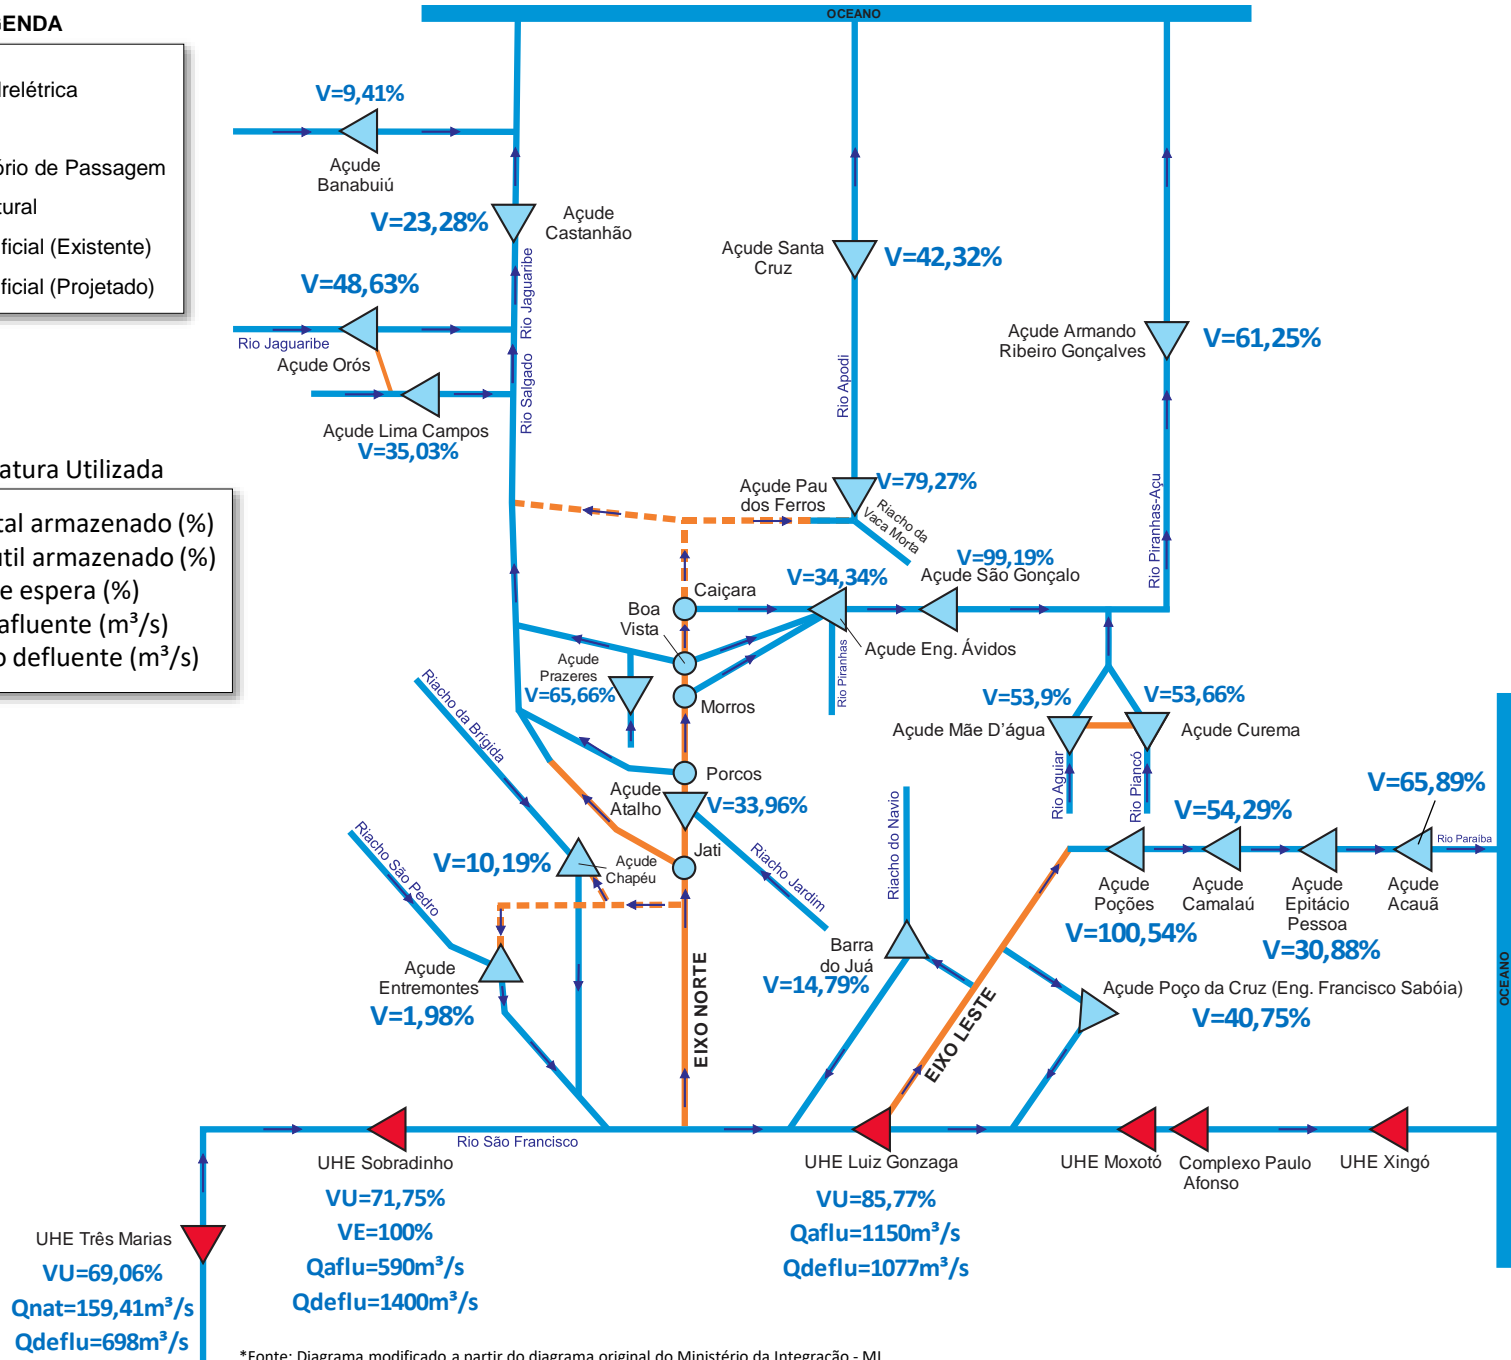 OCEANO
GENDA
drelétrica
ório de Passagem
tural
ificial (Existente)
ificial (Projetado)
V=9,41%
Açude
Banabuiú
V=23,28%
Açude
Castanhão
Rio Jaguaribe
V=48,63%
Rio Jaguaribe
Açude Orós
Rio Salgado
Açude Lima Campos
V=35,03%
Açude Santa
Cruz
V=42,32%
Rio Apodi
Açude Armando
Ribeiro Gonçalves
V=61,25%
Rio Piranhas-Açu
atura Utilizada
tal armazenado (%)
útil armazenado (%)
e espera (%)
afluente (m³/s)
o defluente (m³/s)
Açude Pau
dos Ferros
V=79,27%
Riacho da
Vaca Morta
V=99,19%
Açude São Gonçalo
V=34,34%
Açude Eng. Ávidos
Rio Piranhas
Caiçara
Boa
Vista
Morros
Açude
Prazeres
V=65,66%
Porcos
Açude
Atalho
V=33,96%
Jati
Riacho Jardim
Riacho da Brigida
V=10,19%
Açude
Chapéu
Riacho São Pedro
Açude
Entremontes
V=1,98%
EIXO NORTE
V=53,9%
Açude Mãe D'água
V=53,66%
Açude Curema
Rio Aguiar
Rio Piancó
V=65,89%
V=54,29%
Rio Paraiba
Açude
Poções
V=100,54%
Açude
Camalaú
Açude
Epitácio
Pessoa
V=30,88%
Açude
Acauã
Riacho do Navio
Barra
do Juá
V=14,79%
EIXO LESTE
Açude Poço da Cruz (Eng. Francisco Sabóia)
V=40,75%
OCEANO
Rio São Francisco
UHE Sobradinho
VU=71,75%
VE=100%
Qaflu=590m³/s
Qdeflu=1400m³/s
UHE Luiz Gonzaga
VU=85,77%
Qaflu=1150m³/s
Qdeflu=1077m³/s
UHE Moxotó
Complexo Paulo
Afonso
UHE Xingó
UHE Três Marias
VU=69,06%
Qnat=159,41m³/s
Qdeflu=698m³/s
*Fonte: Diagrama modificado a partir do diagrama original do Ministério da Integração - MI